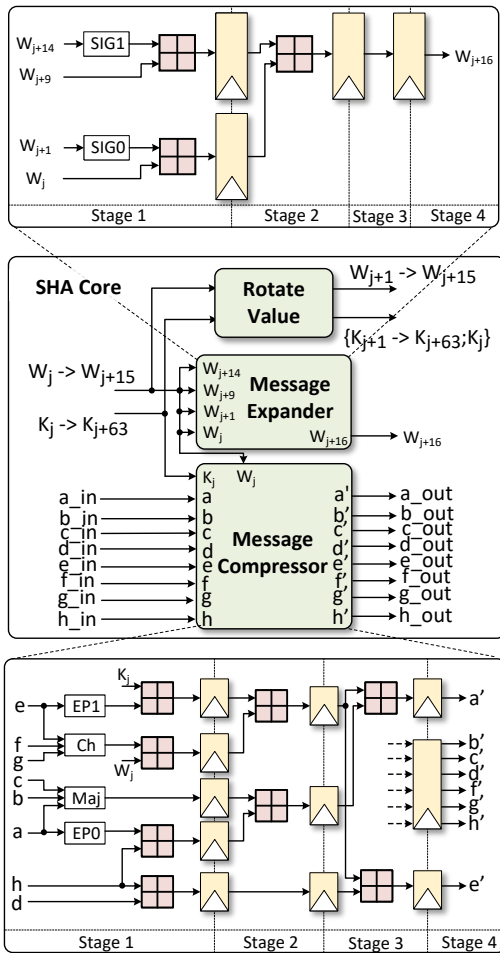 W_{j+14}
SIG1
W_{j+9}
W_{j+16}
W_{j+1}
SIG0
W_j
Stage 1
Stage 2
Stage 3
Stage 4
SHA Core
Rotate
Value
W_{j+1} -> W_{j+15}
{K_{j+1} -> K_{j+63};K_j}
W_j -> W_{j+15}
K_j -> K_{j+63}
W_{j+14}
W_{j+9}
W_{j+1}
W_j
Message
Expander
W_{j+16}
W_{j+16}
K_j
W_j
a_in
a
a'
a_out
b_in
b
b'
b_out
c_in
c
c'
c_out
d_in
d
d'
d_out
e_in
e
e'
e_out
f_in
f
f'
f_out
g_in
g
g'
g_out
h_in
h
h'
h_out
Message
Compressor
K_j
e
EP1
a'
f
Ch
g
W_j
c
b
Maj
a
EP0
h
d
b'
c'
d'
f'
g'
h'
e'
Stage 1
Stage 2
Stage 3
Stage 4